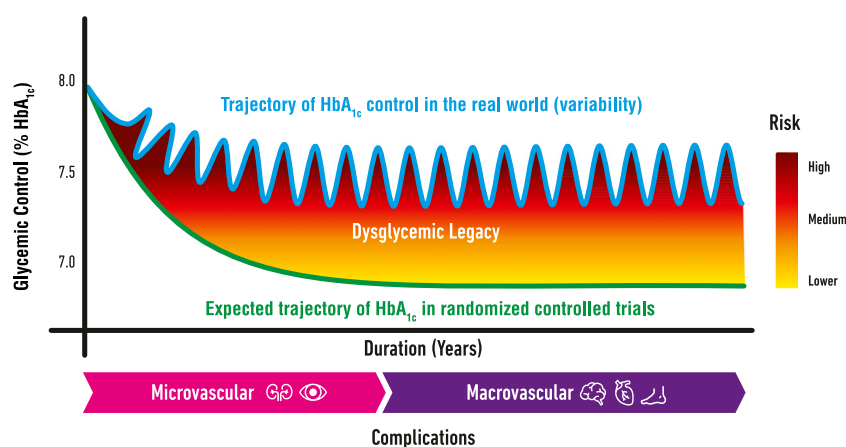 Glycemic Control (% HbA1c)
8.0
7.5
7.0
Trajectory of HbA1c control in the real world (variability)
Dysglycemic Legacy
Expected trajectory of HbA1c in randomized controlled trials
Risk
High
Medium
Lower
Duration (Years)
Microvascular
Macrovascular
Complications